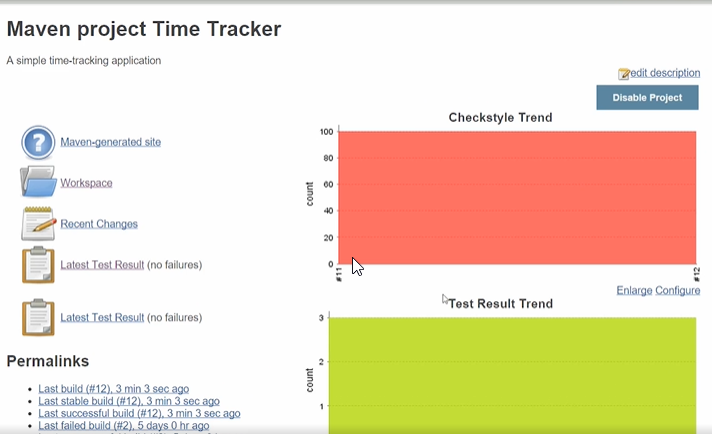 Maven project Time Tracker
A simple time-tracking application
edit description
Disable Project
Maven-generated site
Workspace
Recent Changes
Latest Test Result (no failures)
Latest Test Result (no failures)
Checkstyle Trend
100
80
60
40
20
0
count
#11
#12
Enlarge Configure
Test Result Trend
3
2
1
count
Permalinks
Last build (#12), 3 min 3 sec ago
Last stable build (#12), 3 min 3 sec ago
Last successful build (#12), 3 min 3 sec ago
Last failed build (#2), 5 days 0 hr ago